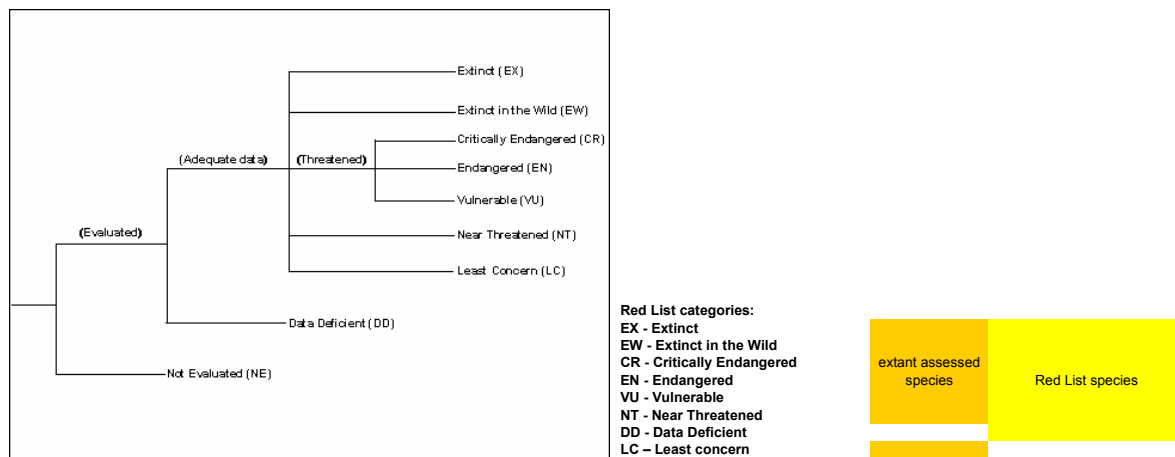 Extinct (EX)
Extinct in the Wild (EW)
Critically Endangered (CR)
(Adequate data)
(Threatened)
Endangered (EN)
Vulnerable (VU)
(Evaluated)
Near Threatened (NT)
Least Concern (LC)
Data Deficient (DD)
Not Evaluated (NE)
Red List categories:
EX - Extinct
EW - Extinct in the Wild
CR - Critically Endangered
EN - Endangered
VU - Vulnerable
NT - Near Threatened
DD - Data Deficient
LC – Least concern
extant assessed
species
Red List species